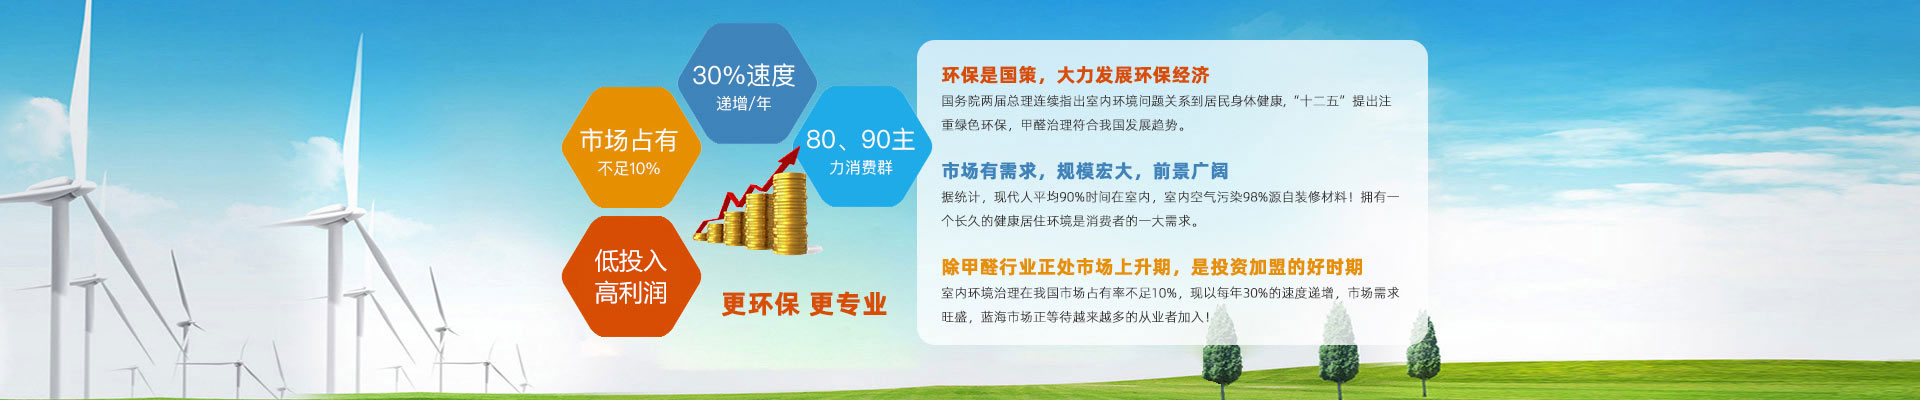 30%速度
递增/年
市场占有
不足10%
80、90主
力消费群
低投入
高利润
更环保 更专业
环保是国策，大力发展环保经济
国务院两届总理连续指出室内环境问题关系到居民身体健康，“十二五”提出注
重绿色环保，甲醛治理符合我国发展趋势。
市场有需求，规模宏大，前景广阔
据统计，现代人平均90%时间在室内，室内空气污染98%源自装修材料！拥有一
个长久的健康居住环境是消费者的一大需求。
除甲醛行业正处市场上升期，是投资加盟的好时期
室内环境治理在我国市场占有率不足10%，现以每年30%的速度递增，市场需求
旺盛，蓝海市场正等待越来越多的从业者加入！